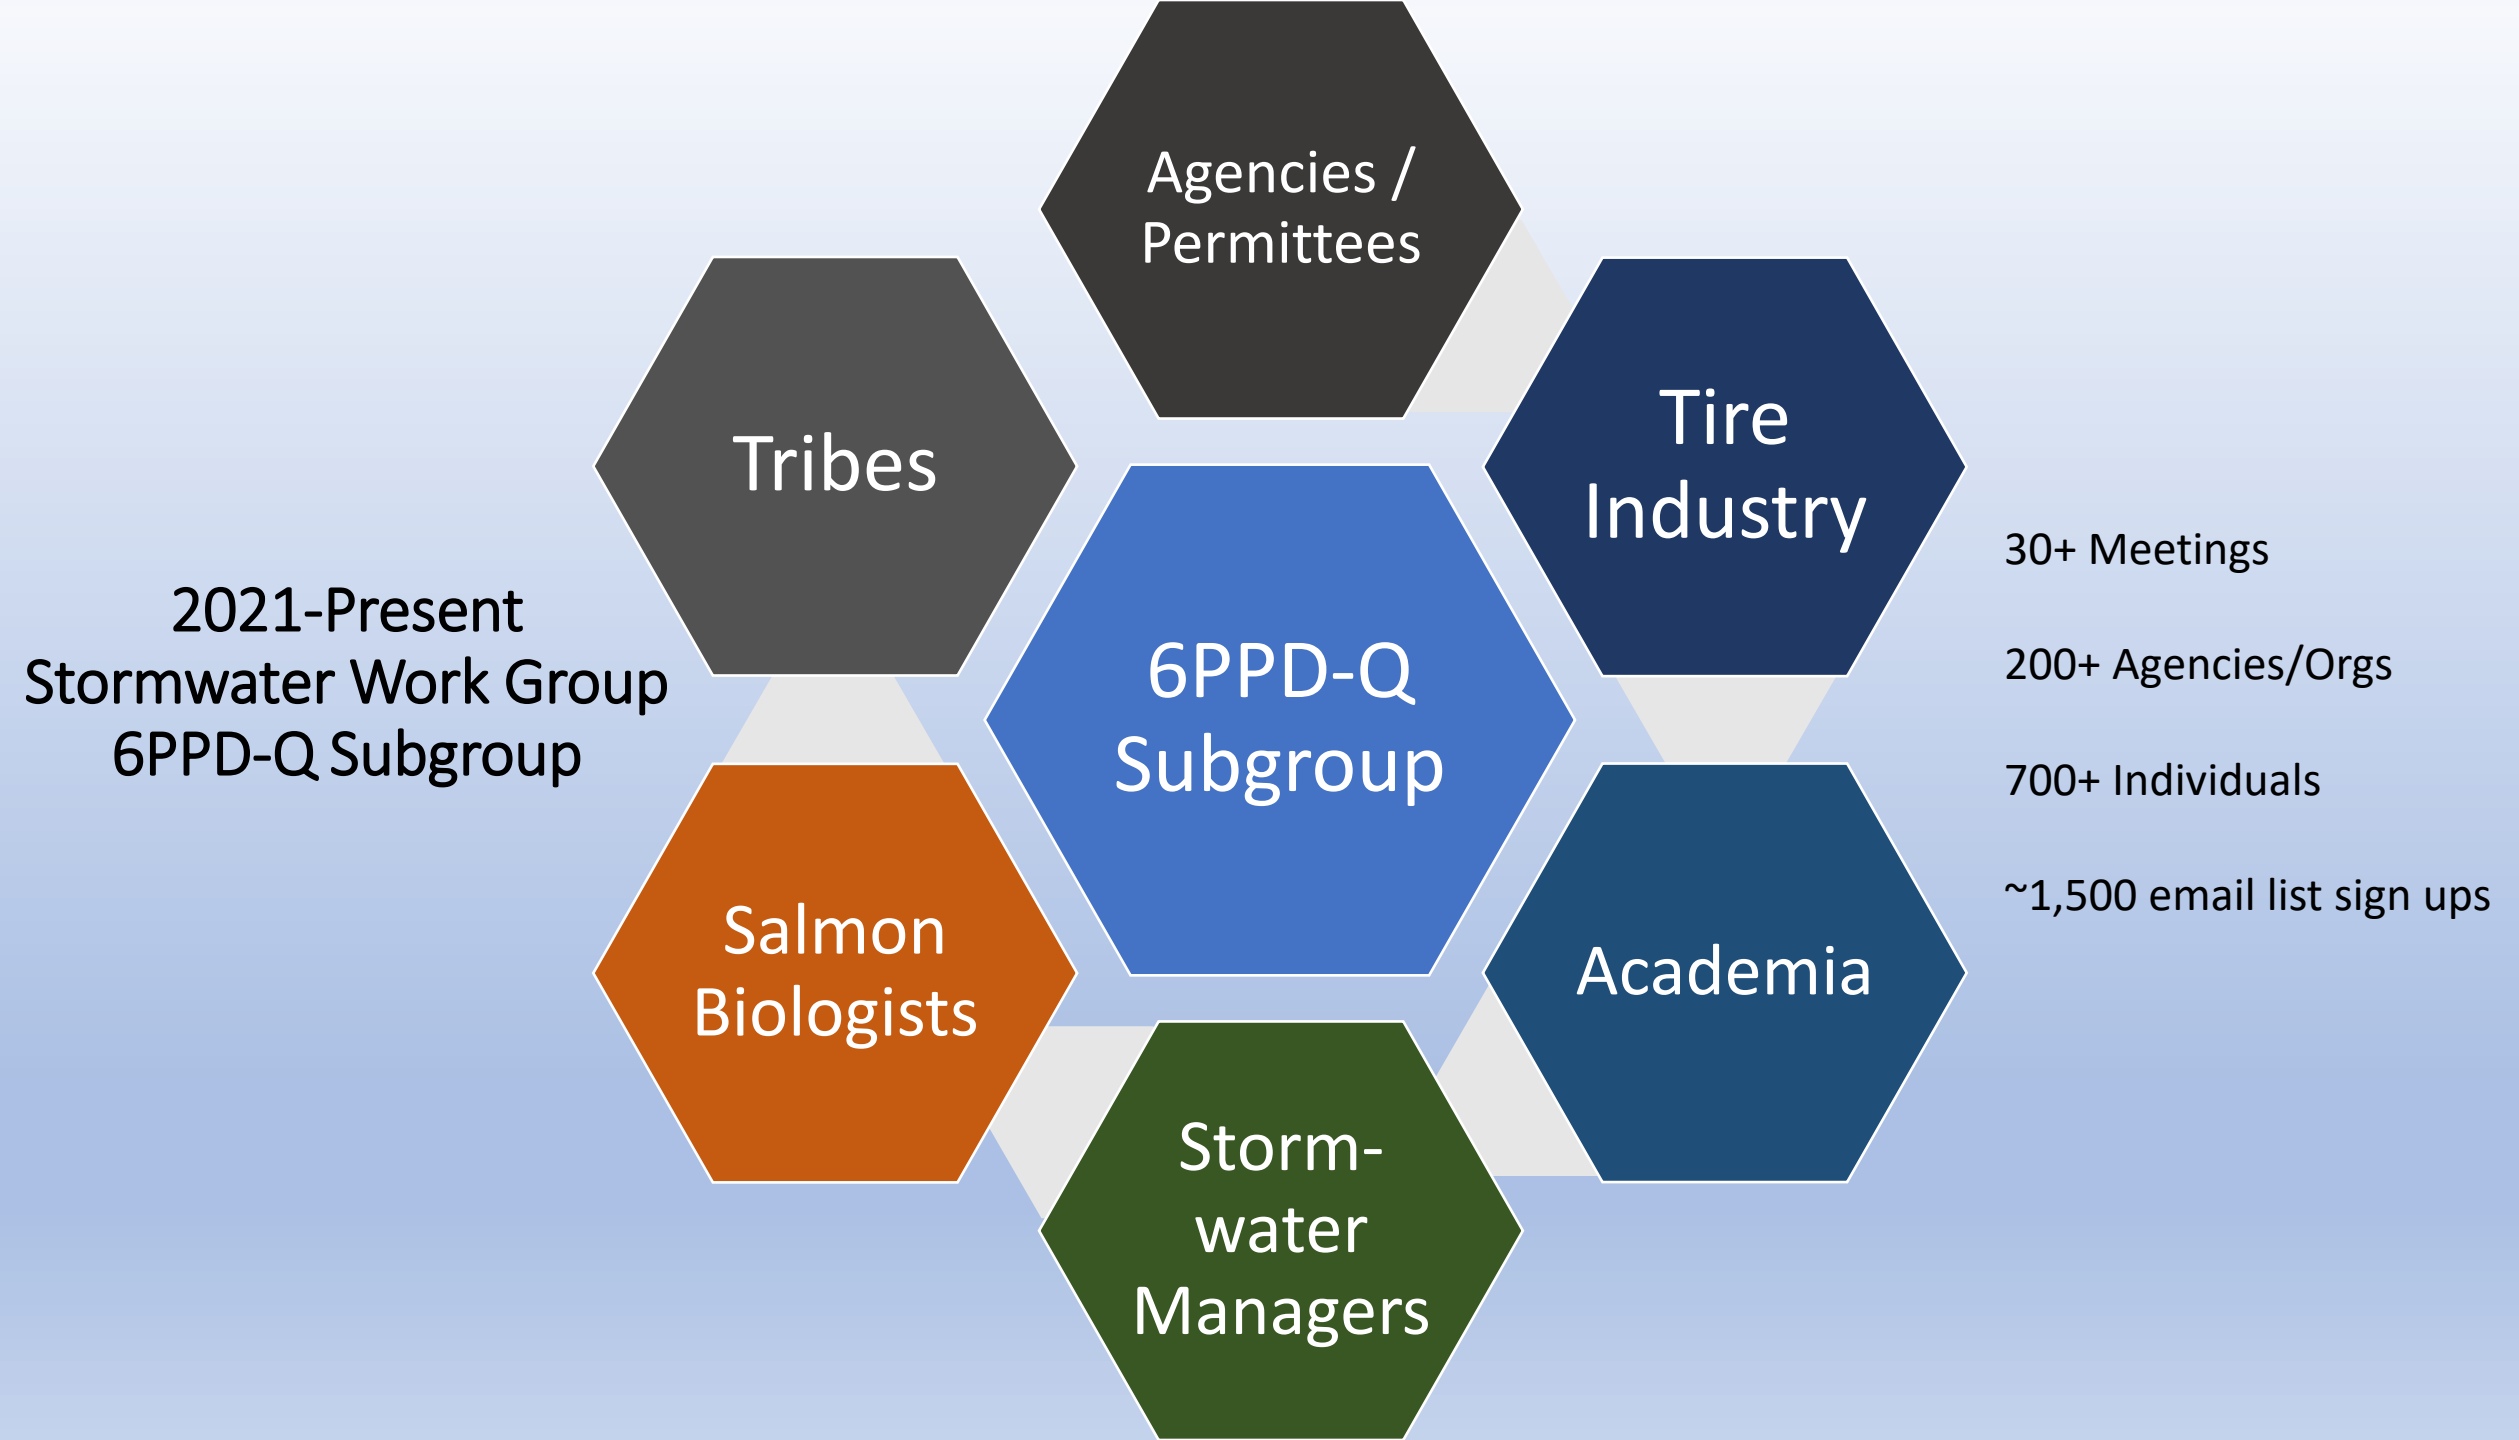 Agencies /
Permittees
Tribes
Tire
Industry
2021-Present
Stormwater Work Group
6PPD-Q Subgroup
6PPD-Q
Subgroup
30+ Meetings
200+ Agencies/Orgs
700+ Individuals
~1,500 email list sign ups
Salmon
Biologists
Academia
Storm-
water
Managers